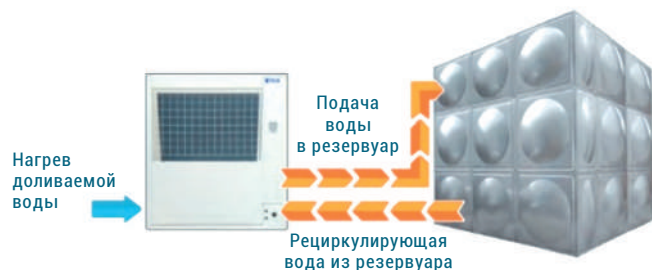 Подача
воды
в резервуар
Нагрев
доливаемой
воды
Рециркулирующая
вода из резервуара